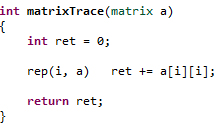 int matrixTrace(matrix a)
{
    int ret = 0;
    rep(i, a)   ret += a[i][i];
    return ret;
}